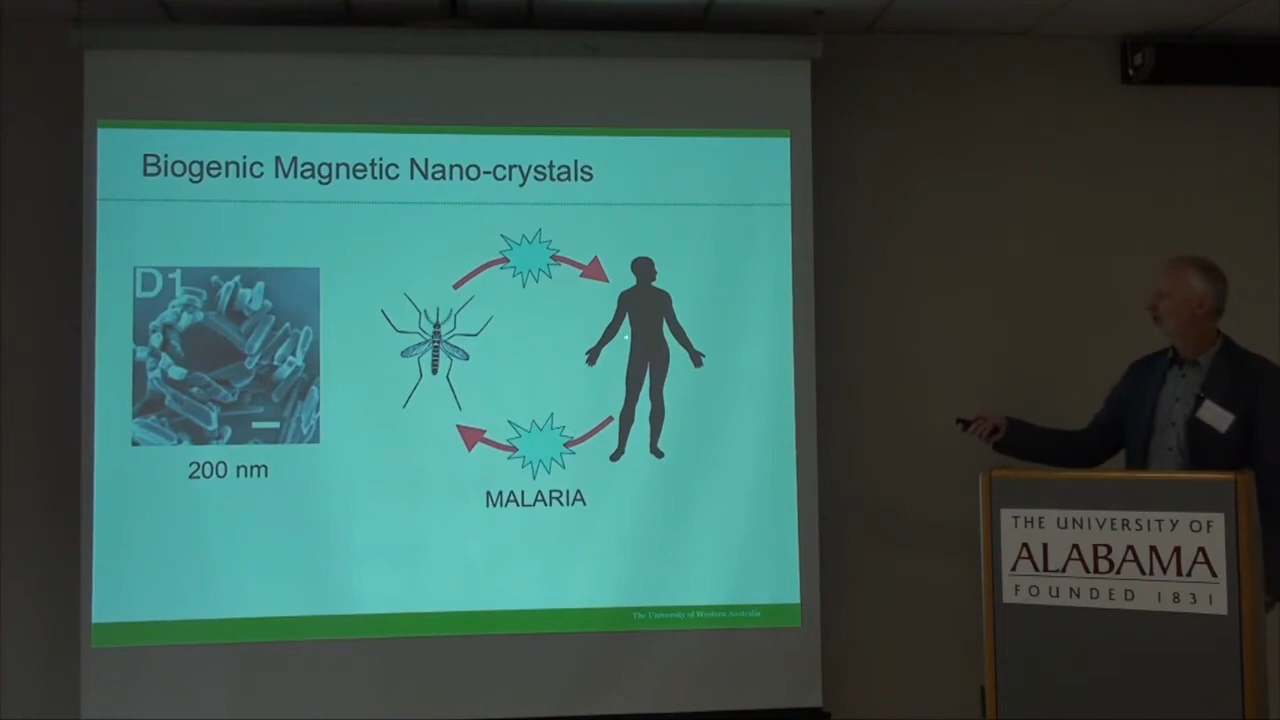 Biogenic Magnetic Nano-crystals
D1
200 nm
MALARIA
The University of Western Australia
THE UNIVERSITY OF
ALABAMA
FOUNDED 1831